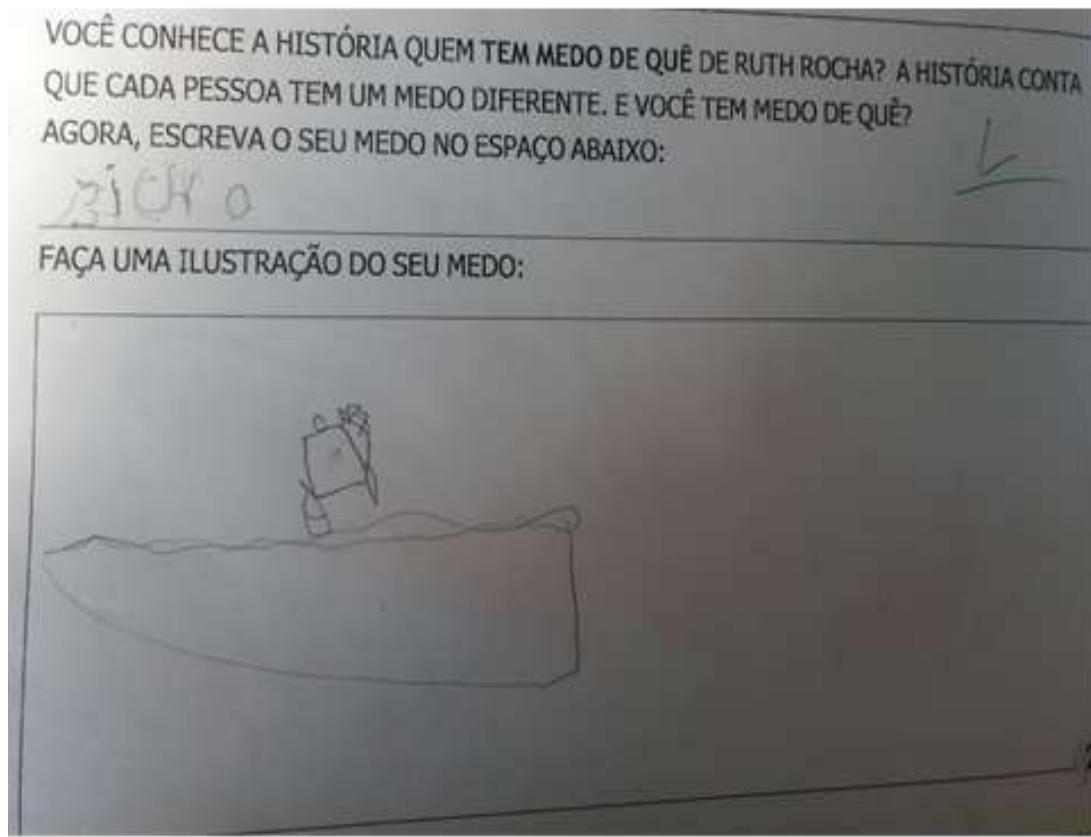 VOCÊ CONHECE A HISTÓRIA QUEM TEM MEDO DE QUÊ DE RUTH ROCHA? A HISTÓRIA CONTA
QUE CADA PESSOA TEM UM MEDO DIFERENTE. E VOCÊ TEM MEDO DE QUÊ?
AGORA, ESCREVA O SEU MEDO NO ESPAÇO ABAIXO:
BICHO
FAÇA UMA ILUSTRAÇÃO DO SEU MEDO: